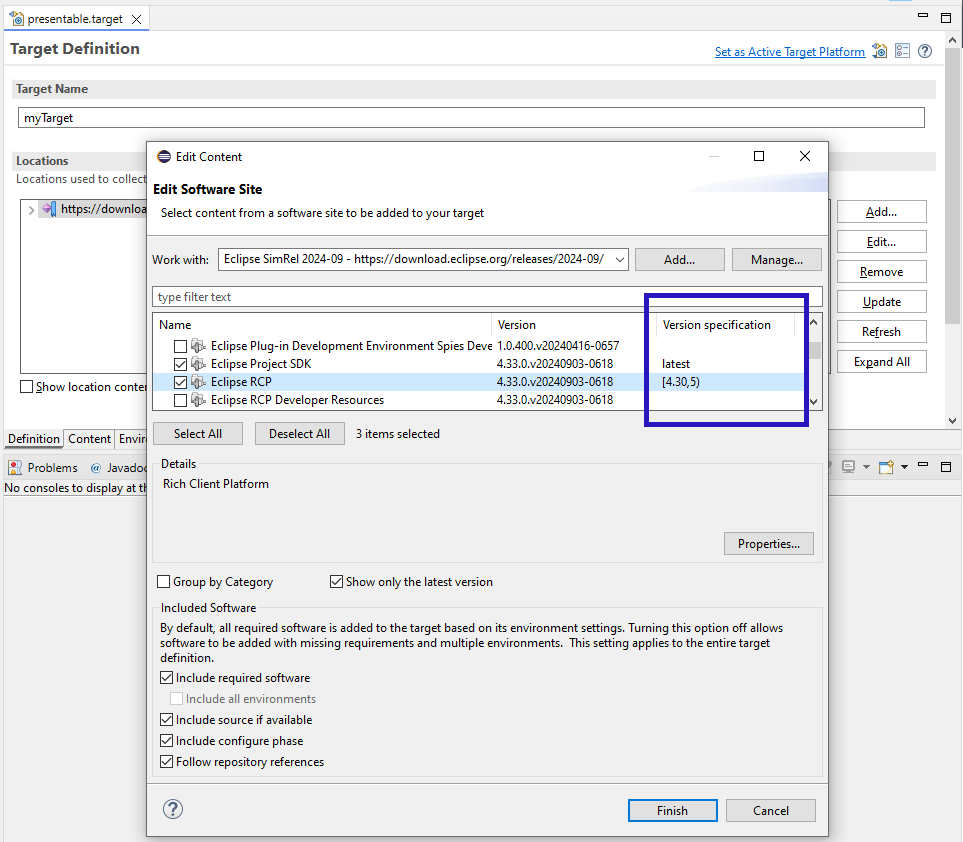 presentable.target
Target Definition
Set as Active Target Platform
Target Name
myTarget
Locations
Locations used to collect
https://downloa
Add...
Edit...
Remove
Update
Refresh
Expand All
Show location conte
Definition Content Enviro
Problems @ Javadoc
No consoles to display at th
Edit Content
Edit Software Site
Select content from a software site to be added to your target
Work with: Eclipse SimRel 2024-09 - https://download.eclipse.org/releases/2024-09/ Add... Manage...
type filter text
Name Version Version specification
Eclipse Plug-in Development Environment Spies Deve 1.0.400.v20240416-0657
Eclipse Project SDK 4.33.0.v20240903-0618 latest
Eclipse RCP 4.33.0.v20240903-0618 [4.30,5)
Eclipse RCP Developer Resources 4.33.0.v20240903-0618
Select All Deselect All 3 items selected
Details
Rich Client Platform
Properties...
Group by Category Show only the latest version
Included Software
By default, all required software is added to the target based on its environment settings. Turning this option off allows
software to be added with missing requirements and multiple environments. This setting applies to the entire target
definition.
Include required software
Include all environments
Include source if available
Include configure phase
Follow repository references
Finish Cancel